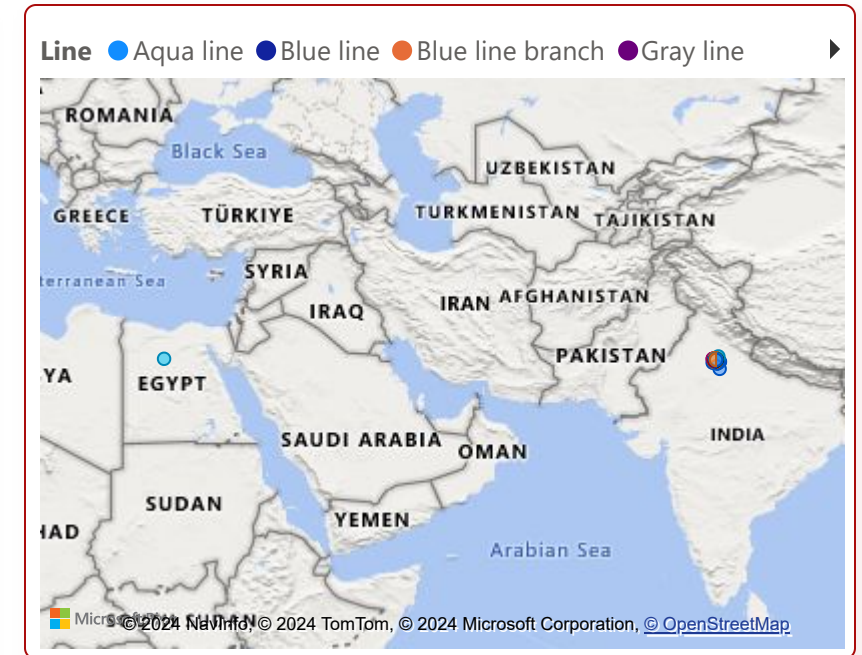 Line Aqua line Blue line Blue line branch Gray line
ROMANIA
Black Sea
UZBEKISTAN
GREECE TÜRKIYE TURKMENISTAN TAJIKISTAN
SYRIA
terranean Sea
IRAQ IRAN AFGHANISTAN
PAKISTAN
YA EGYPT
INDIA
SAUDI ARABIA OMAN
SUDAN
YEMEN
HAD
Arabian Sea
© 2024 NavInfo, © 2024 TomTom, © 2024 Microsoft Corporation, © OpenStreetMap